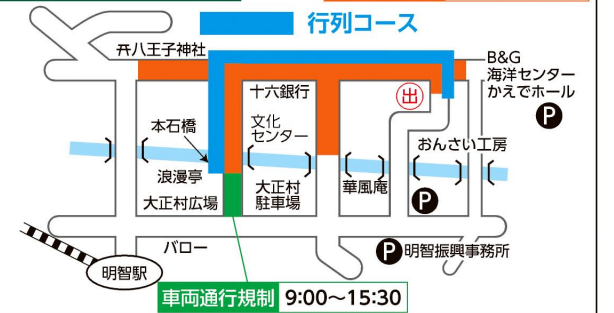 行列コース
八王子神社
B&G
海洋センター
かえでホール
P
十六銀行
出
文化
センター
本石橋
おんさい工房
浪漫亭
大正村広場
大正村
駐車場
華風庵
P
バロー
P 明智振興事務所
明智駅
車両通行規制 9:00〜15:30